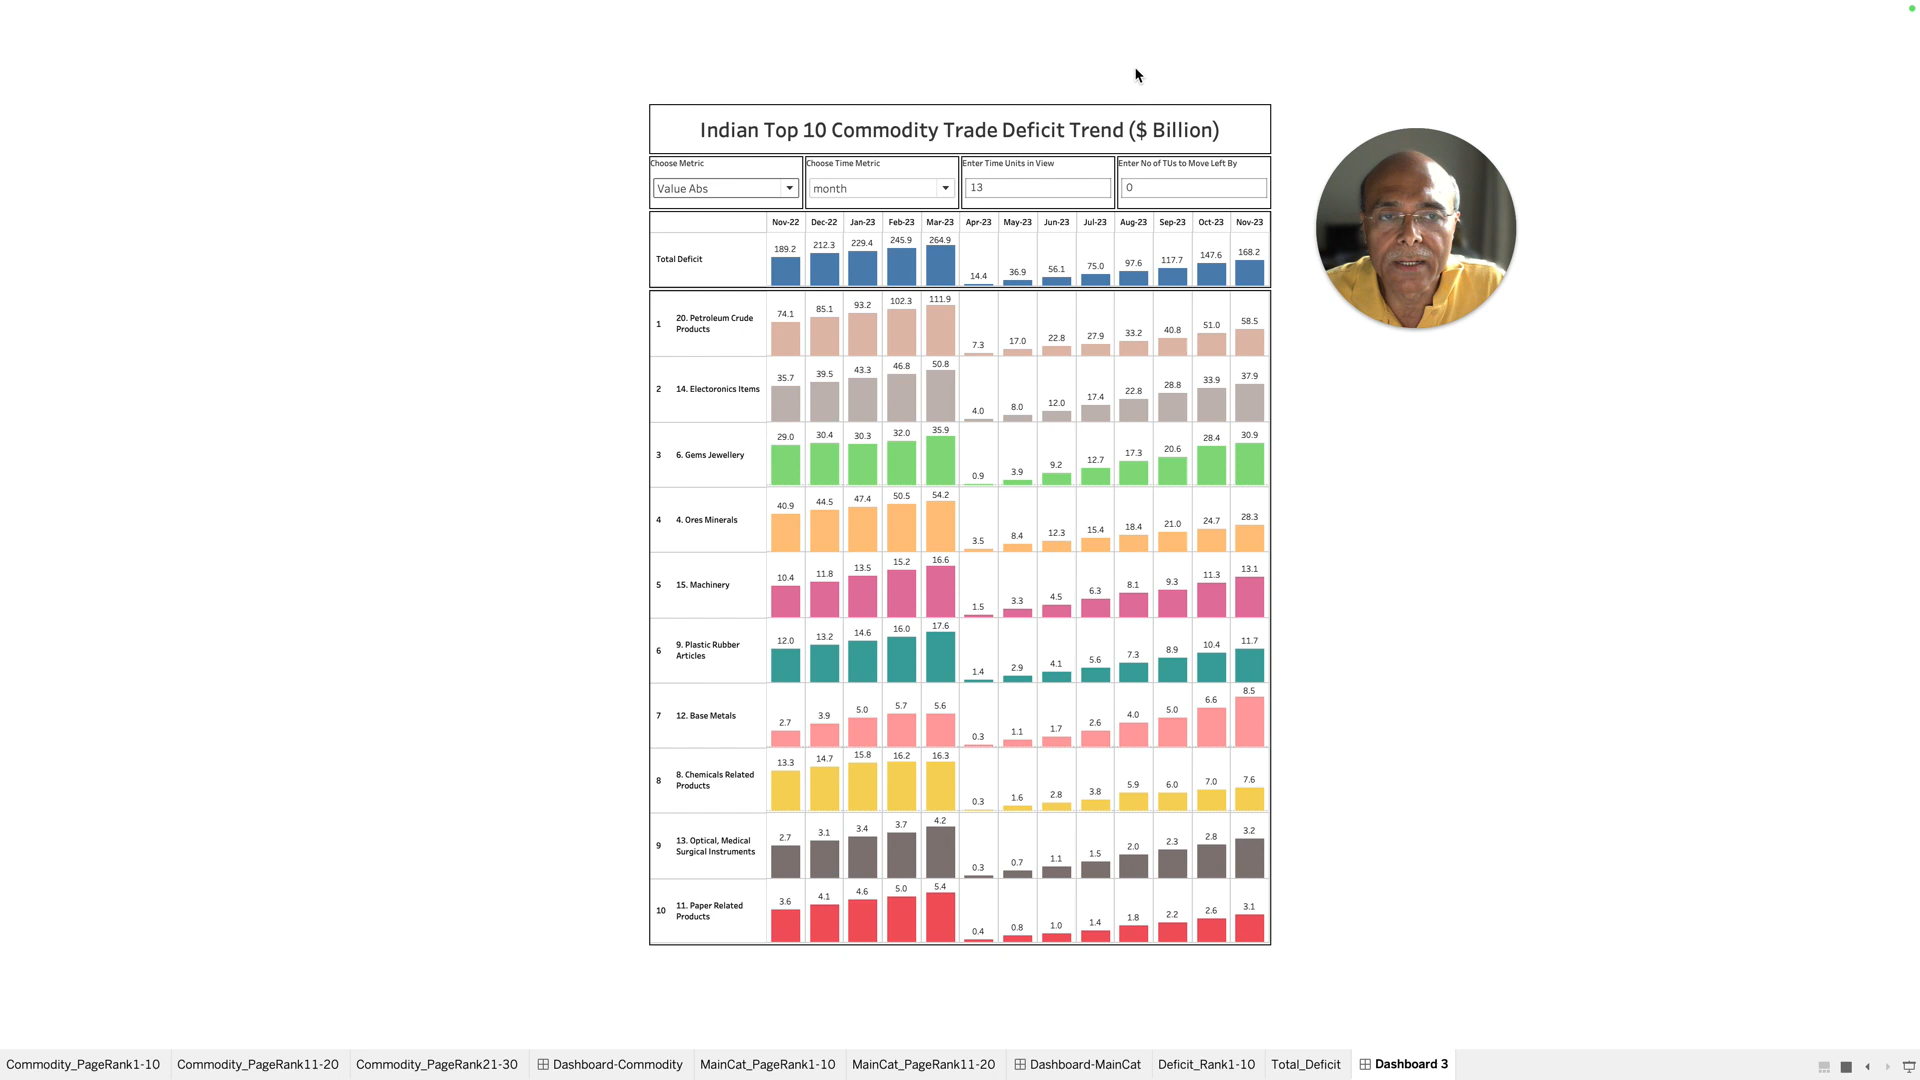 Indian Top 10 Commodity Trade Deficit Trend ($ Billion)
Choose Metric Choose Time Metric Enter Time Units in View Enter No of TUs to Move Left By
Value Abs month 13 0
Nov-22 Dec-22 Jan-23 Feb-23 Mar-23 Apr-23 May-23 Jun-23 Jul-23 Aug-23 Sep-23 Oct-23 Nov-23
Total Deficit 189.2 212.3 229.4 245.9 264.9 14.4 36.9 56.1 75.0 97.6 117.7 147.6 168.2
1 20. Petroleum Crude
Products 74.1 85.1 93.2 102.3 111.9 7.3 17.0 22.8 27.9 33.2 40.8 51.0 58.5
2 14. Electoronics Items 35.7 39.5 43.3 46.8 50.8 4.0 8.0 12.0 17.4 22.8 28.8 33.9 37.9
3 6. Gems Jewellery 29.0 30.4 30.3 32.0 35.9 0.9 3.9 9.2 12.7 17.3 20.6 28.4 30.9
4 4. Ores Minerals 40.9 44.5 47.4 50.5 54.2 3.5 8.4 12.3 15.4 18.4 21.0 24.7 28.3
5 15. Machinery 10.4 11.8 13.5 15.2 16.6 1.5 3.3 4.5 6.3 8.1 9.3 11.3 13.1
6 9. Plastic Rubber
Articles 12.0 13.2 14.6 16.0 17.6 1.4 2.9 4.1 5.6 7.3 8.9 10.4 11.7
7 12. Base Metals 2.7 3.9 5.0 5.7 5.6 0.3 1.1 1.7 2.6 4.0 5.0 6.6 8.5
8 8. Chemicals Related
Products 13.3 14.7 15.8 16.2 16.3 0.3 1.6 2.8 3.8 5.9 6.0 7.0 7.6
9 13. Optical, Medical
Surgical Instruments 2.7 3.1 3.4 3.7 4.2 0.3 0.7 1.1 1.5 2.0 2.3 2.8 3.2
10 11. Paper Related
Products 3.6 4.1 4.6 5.0 5.4 0.4 0.8 1.0 1.4 1.8 2.2 2.6 3.1
Commodity_PageRank1-10 Commodity_PageRank11-20 Commodity_PageRank21-30 Dashboard-Commodity MainCat_PageRank1-10 MainCat_PageRank11-20 Dashboard-MainCat Deficit_Rank1-10 Total_Deficit Dashboard 3